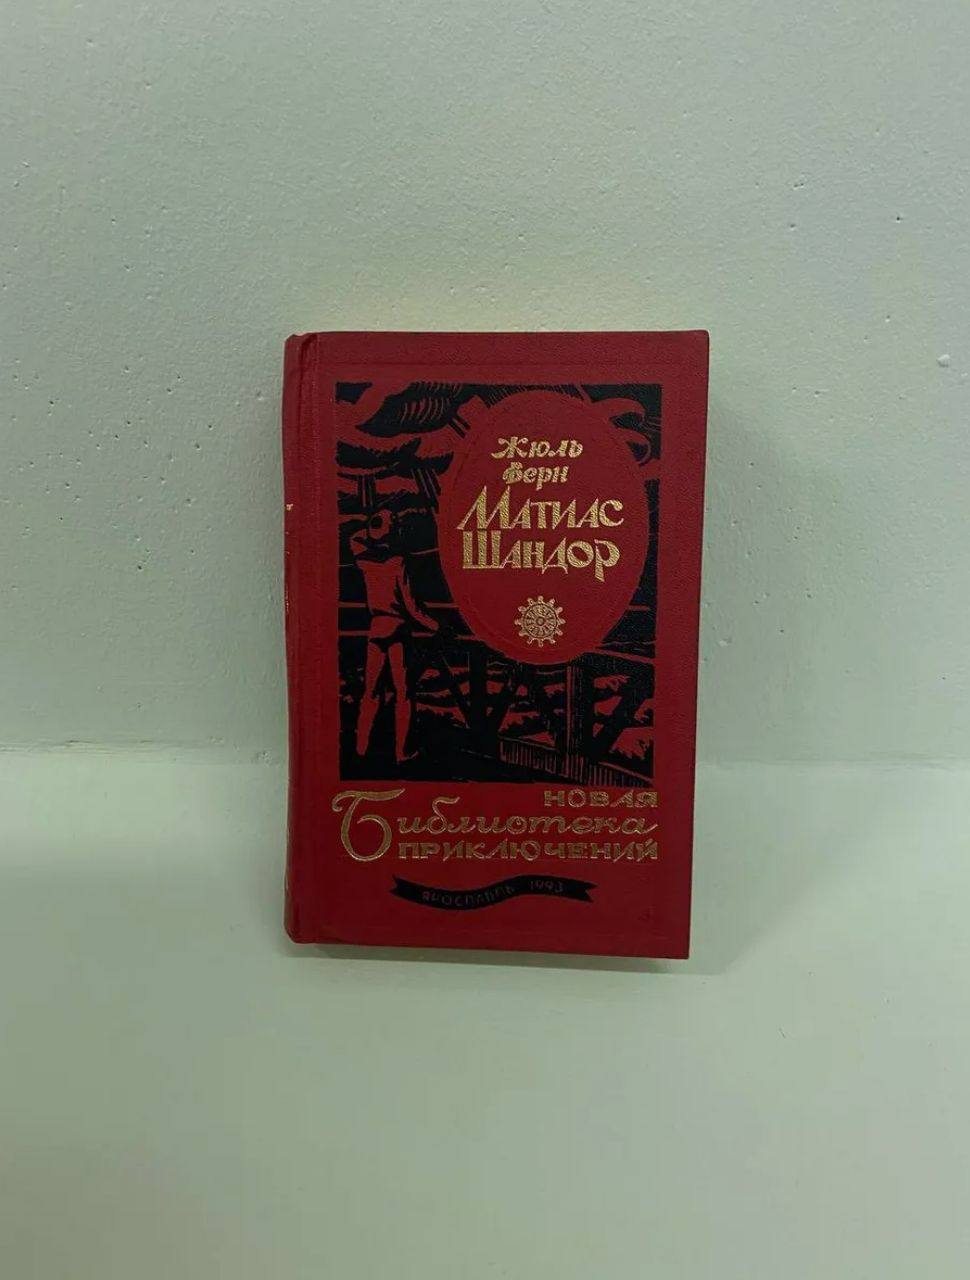 Жюль
Верн
Матиас
Шандор
НОВАЯ
Библиотека
ПРИКЛЮЧЕНИЙ
ЯРОСЛАВЛЬ 1993